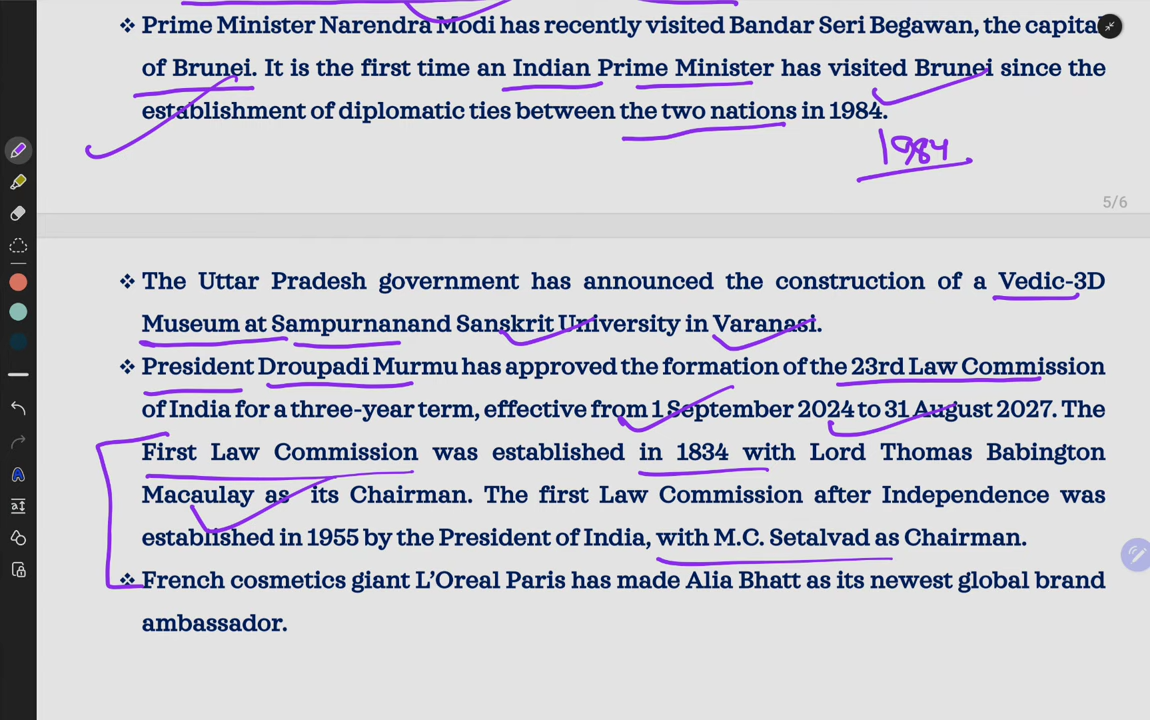 ❖ Prime Minister Narendra Modi has recently visited Bandar Seri Begawan, the capital
of Brunei. It is the first time an Indian Prime Minister has visited Brunei since the
establishment of diplomatic ties between the two nations in 1984.
1984
5/6
❖ The Uttar Pradesh government has announced the construction of a Vedic-3D
Museum at Sampurnanand Sanskrit University in Varanasi.
❖ President Droupadi Murmu has approved the formation of the 23rd Law Commission
of India for a three-year term, effective from 1 September 2024 to 31 August 2027. The
First Law Commission was established in 1834 with Lord Thomas Babington
Macaulay as its Chairman. The first Law Commission after Independence was
established in 1955 by the President of India, with M.C. Setalvad as Chairman.
❖ French cosmetics giant L’Oreal Paris has made Alia Bhatt as its newest global brand
ambassador.